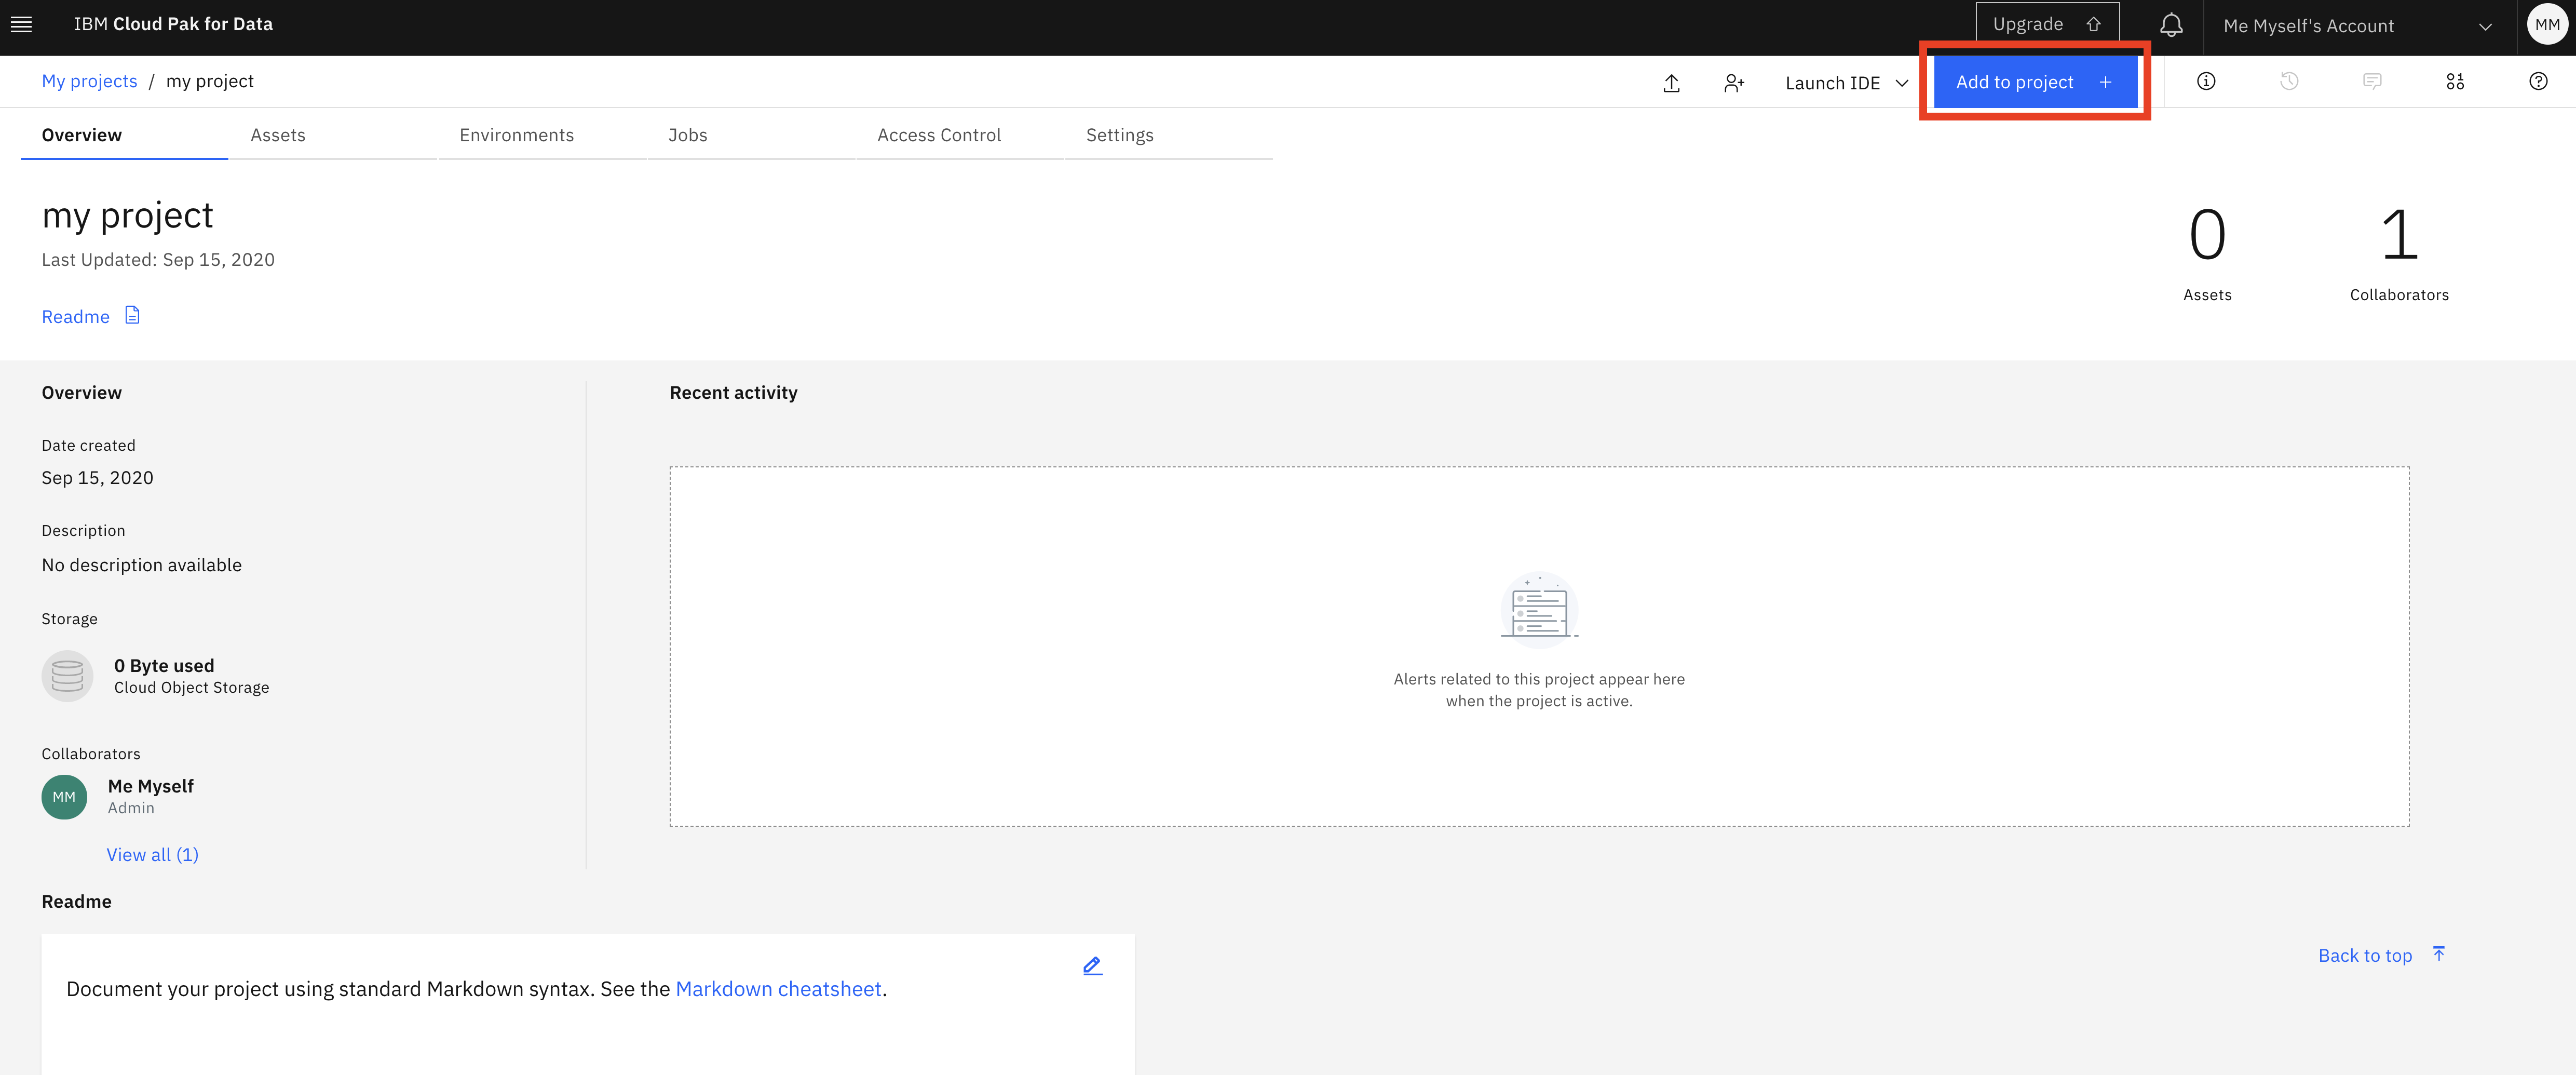 IBM Cloud Pak for Data
Upgrade
Me Myself's Account
MM
My projects / my project
Launch IDE
Add to project +
Overview
Assets
Environments
Jobs
Access Control
Settings
my project
Last Updated: Sep 15, 2020
Readme
0
Assets
1
Collaborators
Overview
Date created
Sep 15, 2020
Description
No description available
Storage
0 Byte used
Cloud Object Storage
Collaborators
MM
Me Myself
Admin
View all (1)
Recent activity
Alerts related to this project appear here
when the project is active.
Readme
Document your project using standard Markdown syntax. See the Markdown cheatsheet.
Back to top